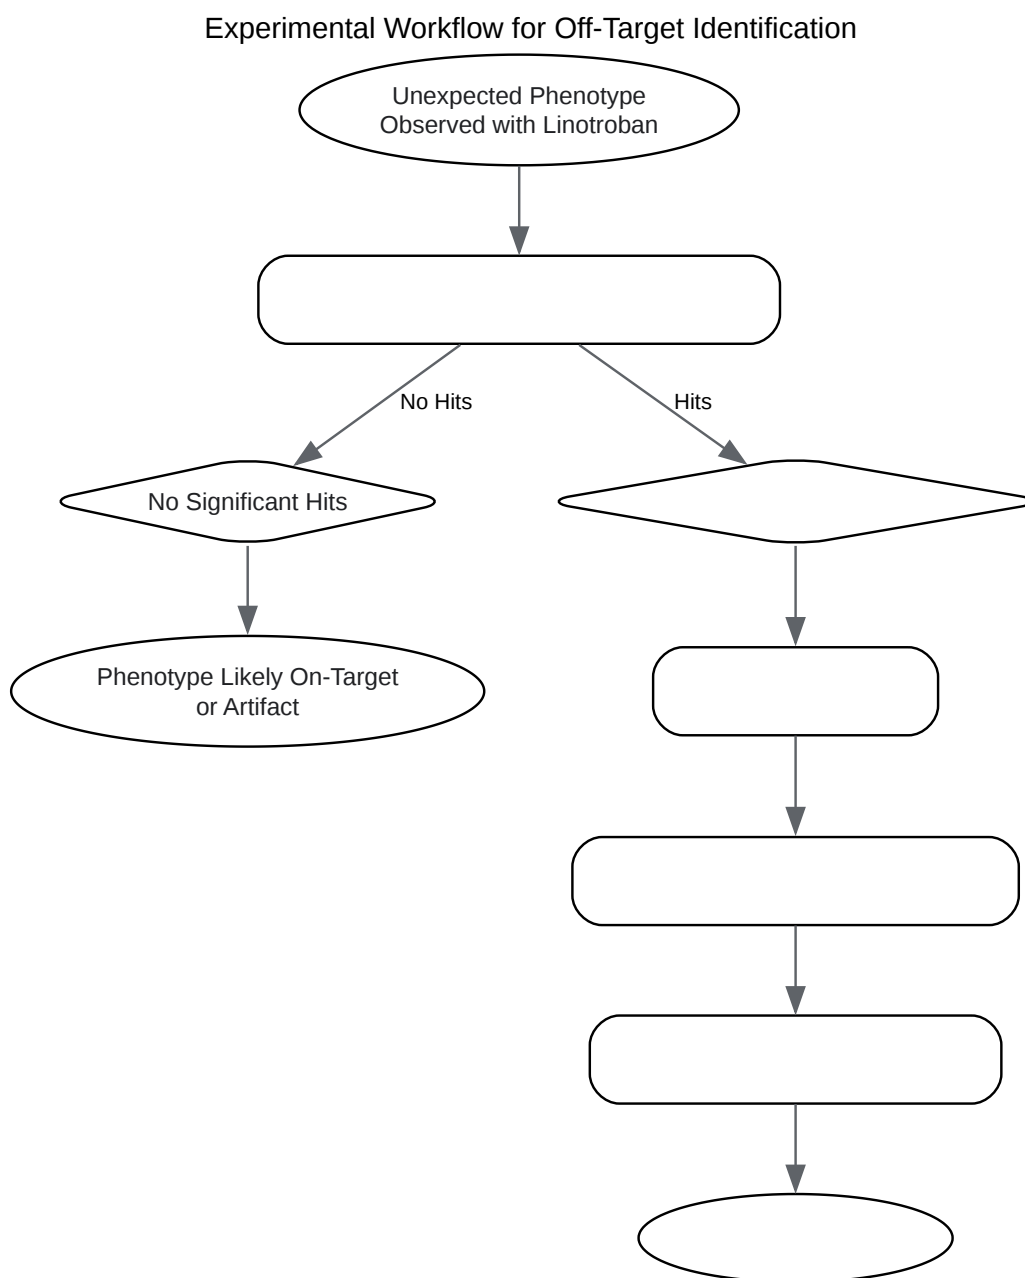 Experimental Workflow for Off-Target Identification
Unexpected Phenotype
Observed with Linotroban
No Hits
Hits
No Significant Hits
Phenotype Likely On-Target
or Artifact